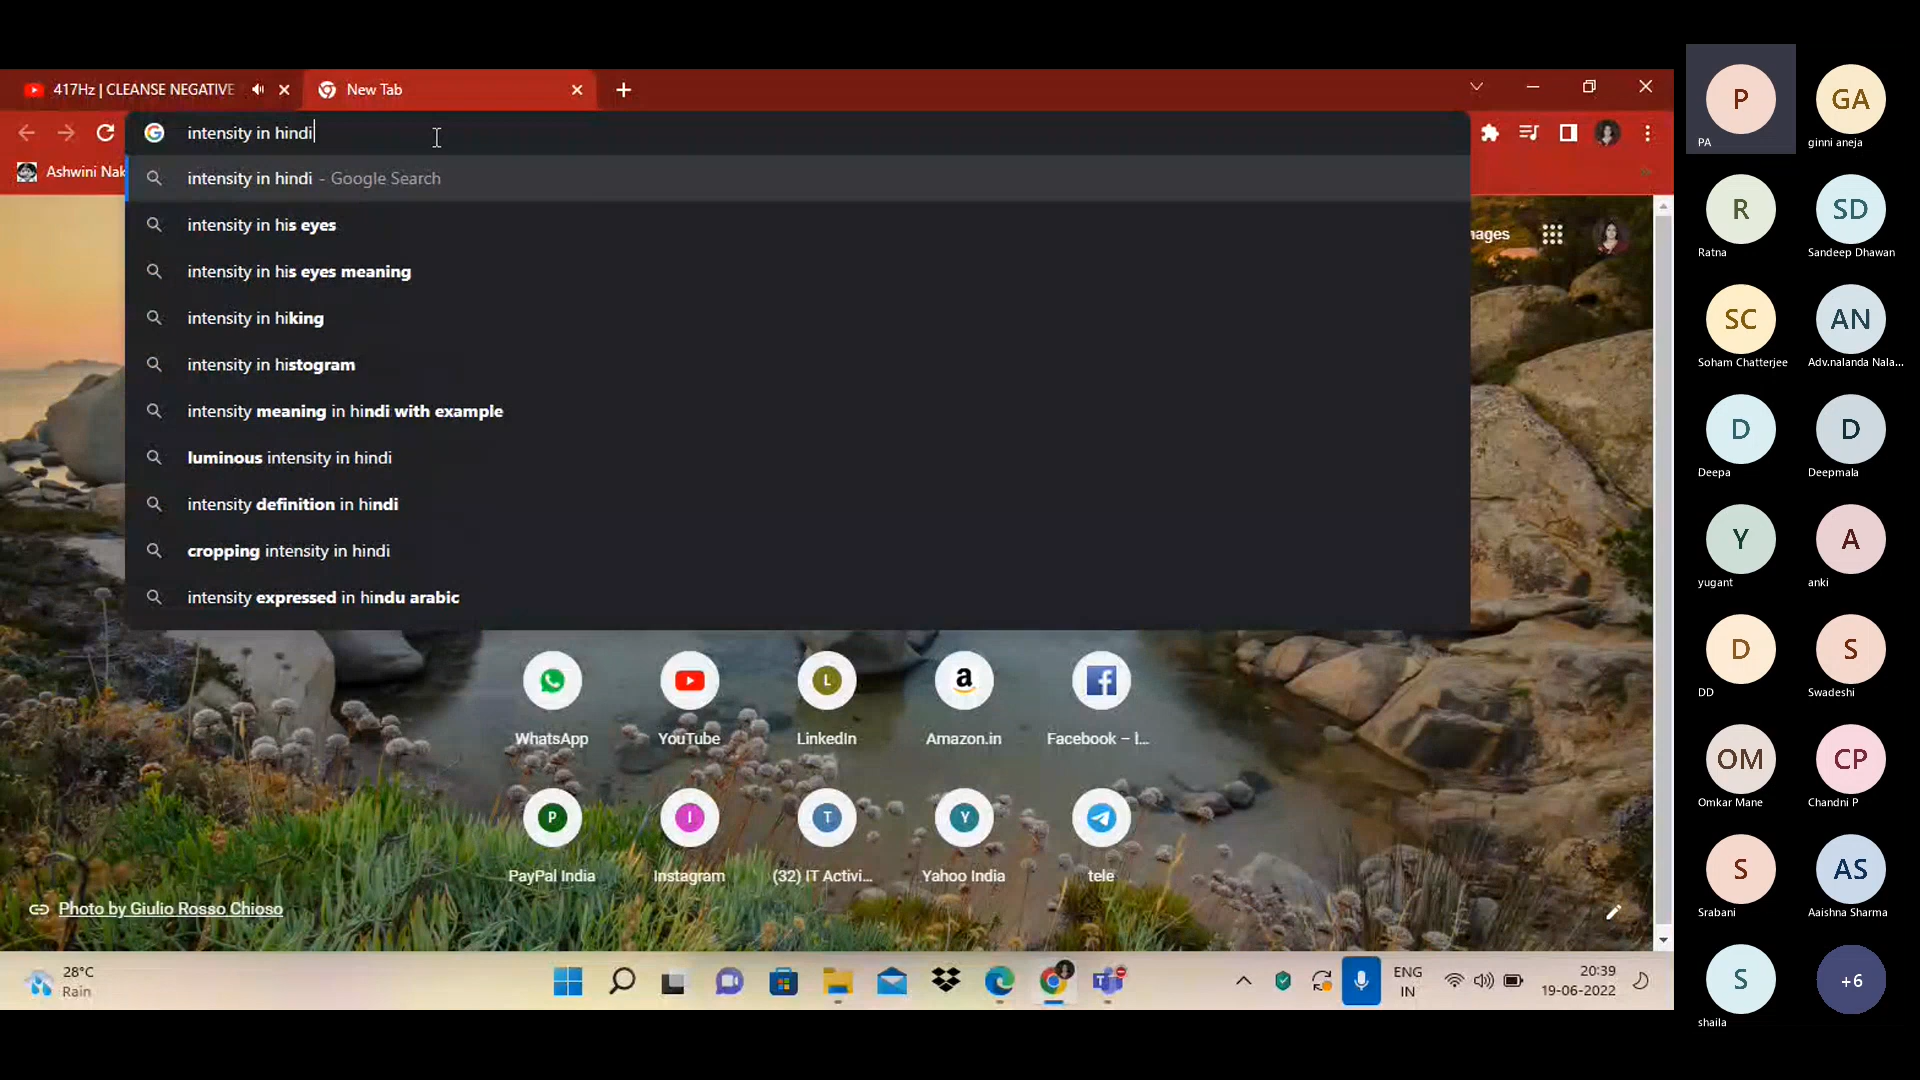 417Hz | CLEANSE NEGATIVE
New Tab
intensity in hindi
Ashwini Nak
intensity in hindi - Google Search
intensity in his eyes
intensity in his eyes meaning
intensity in hiking
intensity in histogram
intensity meaning in hindi with example
luminous intensity in hindi
intensity definition in hindi
cropping intensity in hindi
intensity expressed in hindu arabic
nages
L
a
WhatsApp
YouTube
LinkedIn
Amazon.in
Facebook – l...
P
I
T
Y
PayPal India
Instagram
(32) IT Activi...
Yahoo India
tele
Photo by Giulio Rosso Chioso
28°C
Rain
ENG
IN
20:39
19-06-2022
P
PA
GA
ginni aneja
R
Ratna
SD
Sandeep Dhawan
SC
Soham Chatterjee
AN
Adv.nalanda Nala...
D
Deepa
D
Deepmala
Y
yugant
A
anki
D
DD
S
Swadeshi
OM
Omkar Mane
CP
Chandni P
S
Srabani
AS
Aaishna Sharma
S
shaila
+6